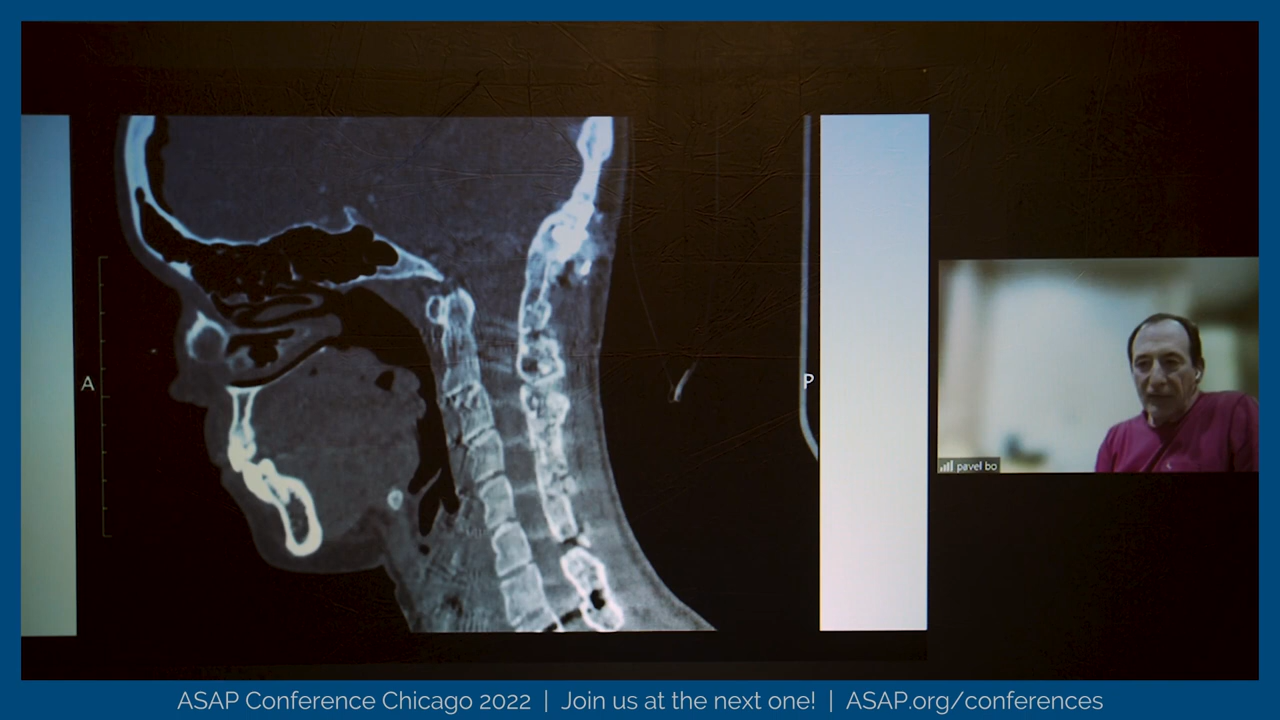 A
P
pavel bo
ASAP Conference Chicago 2022 | Join us at the next one! | ASAP.org/conferences